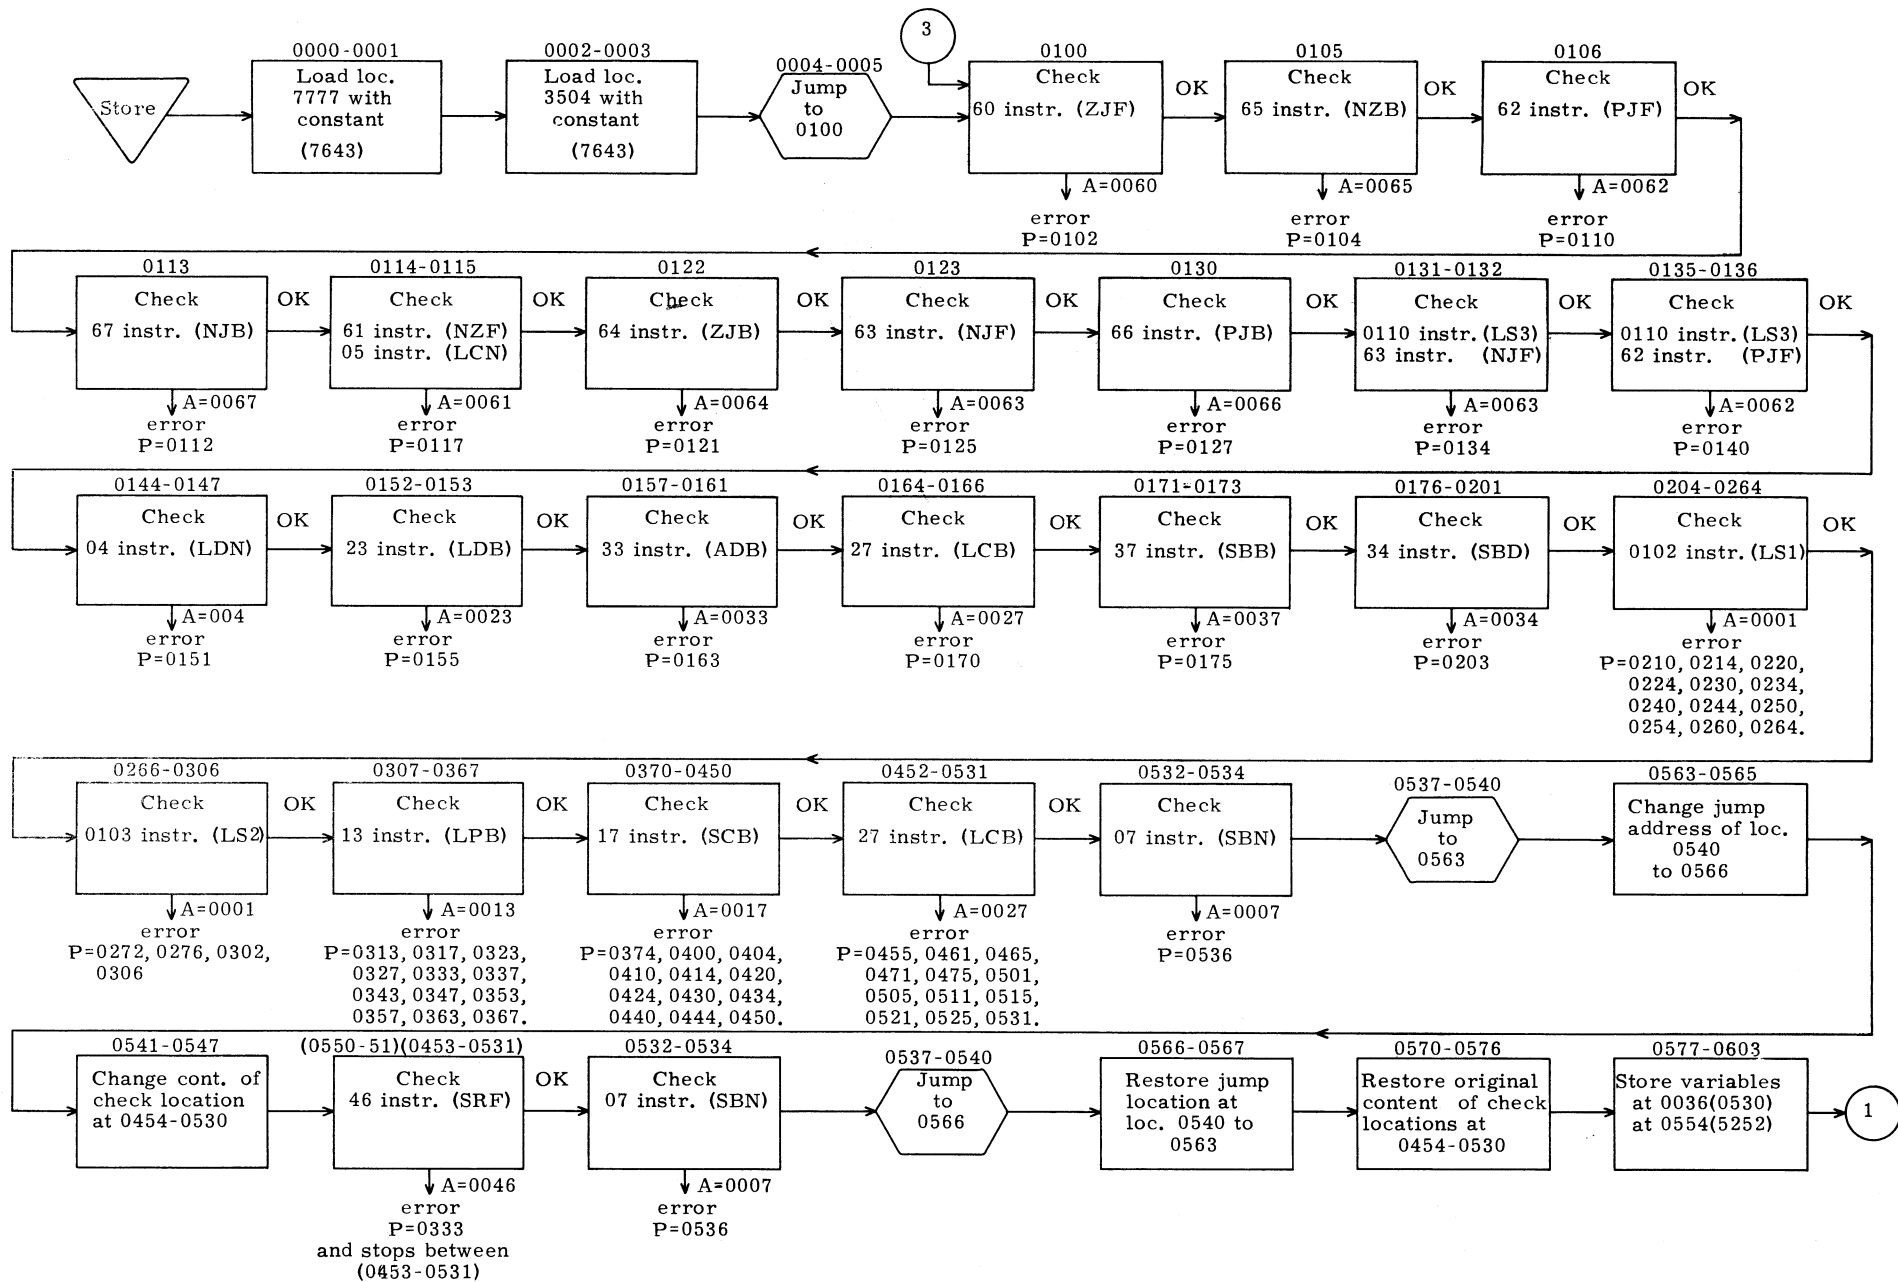 3
Store
0000-0001
Load loc.
7777 with
constant
(7643)
0002-0003
Load loc.
3504 with
constant
(7643)
0004-0005
Jump
to
0100
0100
Check
60 instr. (ZJF)
OK
A=0060
error
P=0102
0105
Check
65 instr. (NZB)
OK
A=0065
error
P=0104
0106
Check
62 instr. (PJF)
OK
A=0062
error
P=0110
0113
Check
67 instr. (NJB)
OK
A=0067
error
P=0112
0114-0115
Check
61 instr. (NZF)
05 instr. (LCN)
OK
A=0061
error
P=0117
0122
Check
64 instr. (ZJB)
OK
A=0064
error
P=0121
0123
Check
63 instr. (NJF)
OK
A=0063
error
P=0125
0130
Check
66 instr. (PJB)
OK
A=0066
error
P=0127
0131-0132
Check
0110 instr. (LS3)
63 instr. (NJF)
OK
A=0063
error
P=0134
0135-0136
Check
0110 instr. (LS3)
62 instr. (PJF)
OK
A=0062
error
P=0140
0144-0147
Check
04 instr. (LDN)
OK
A=004
error
P=0151
0152-0153
Check
23 instr. (LDB)
OK
A=0023
error
P=0155
0157-0161
Check
33 instr. (ADB)
OK
A=0033
error
P=0163
0164-0166
Check
27 instr. (LCB)
OK
A=0027
error
P=0170
0171-0173
Check
37 instr. (SBB)
OK
A=0037
error
P=0175
0176-0201
Check
34 instr. (SBD)
OK
A=0034
error
P=0203
0204-0264
Check
0102 instr. (LS1)
OK
A=0001
error
P=0210, 0214, 0220,
0224, 0230, 0234,
0240, 0244, 0250,
0254, 0260, 0264.
0266-0306
Check
0103 instr. (LS2)
OK
A=0001
error
P=0272, 0276, 0302,
0306
0307-0367
Check
13 instr. (LPB)
OK
A=0013
error
P=0313, 0317, 0323,
0327, 0333, 0337,
0343, 0347, 0353,
0357, 0363, 0367.
0370-0450
Check
17 instr. (SCB)
OK
A=0017
error
P=0374, 0400, 0404,
0410, 0414, 0420,
0424, 0430, 0434,
0440, 0444, 0450.
0452-0531
Check
27 instr. (LCB)
OK
A=0027
error
P=0455, 0461, 0465,
0471, 0475, 0501,
0505, 0511, 0515,
0521, 0525, 0531.
0532-0534
Check
07 instr. (SBN)
A=0007
error
P=0536
0537-0540
Jump
to
0563
0563-0565
Change jump
address of loc.
0540
to 0566
0541-0547
Change cont. of
check location
at 0454-0530
(0550-51)(0453-0531)
Check
46 instr. (SRF)
OK
A=0046
error
P=0333
and stops between
(0453-0531)
0532-0534
Check
07 instr. (SBN)
A=0007
error
P=0536
0537-0540
Jump
to
0566
0566-0567
Restore jump
location at
loc. 0540 to
0563
0570-0576
Restore original
content of check
locations at
0454-0530
0577-0603
Store variables
at 0036(0530)
at 0554(5252)
1